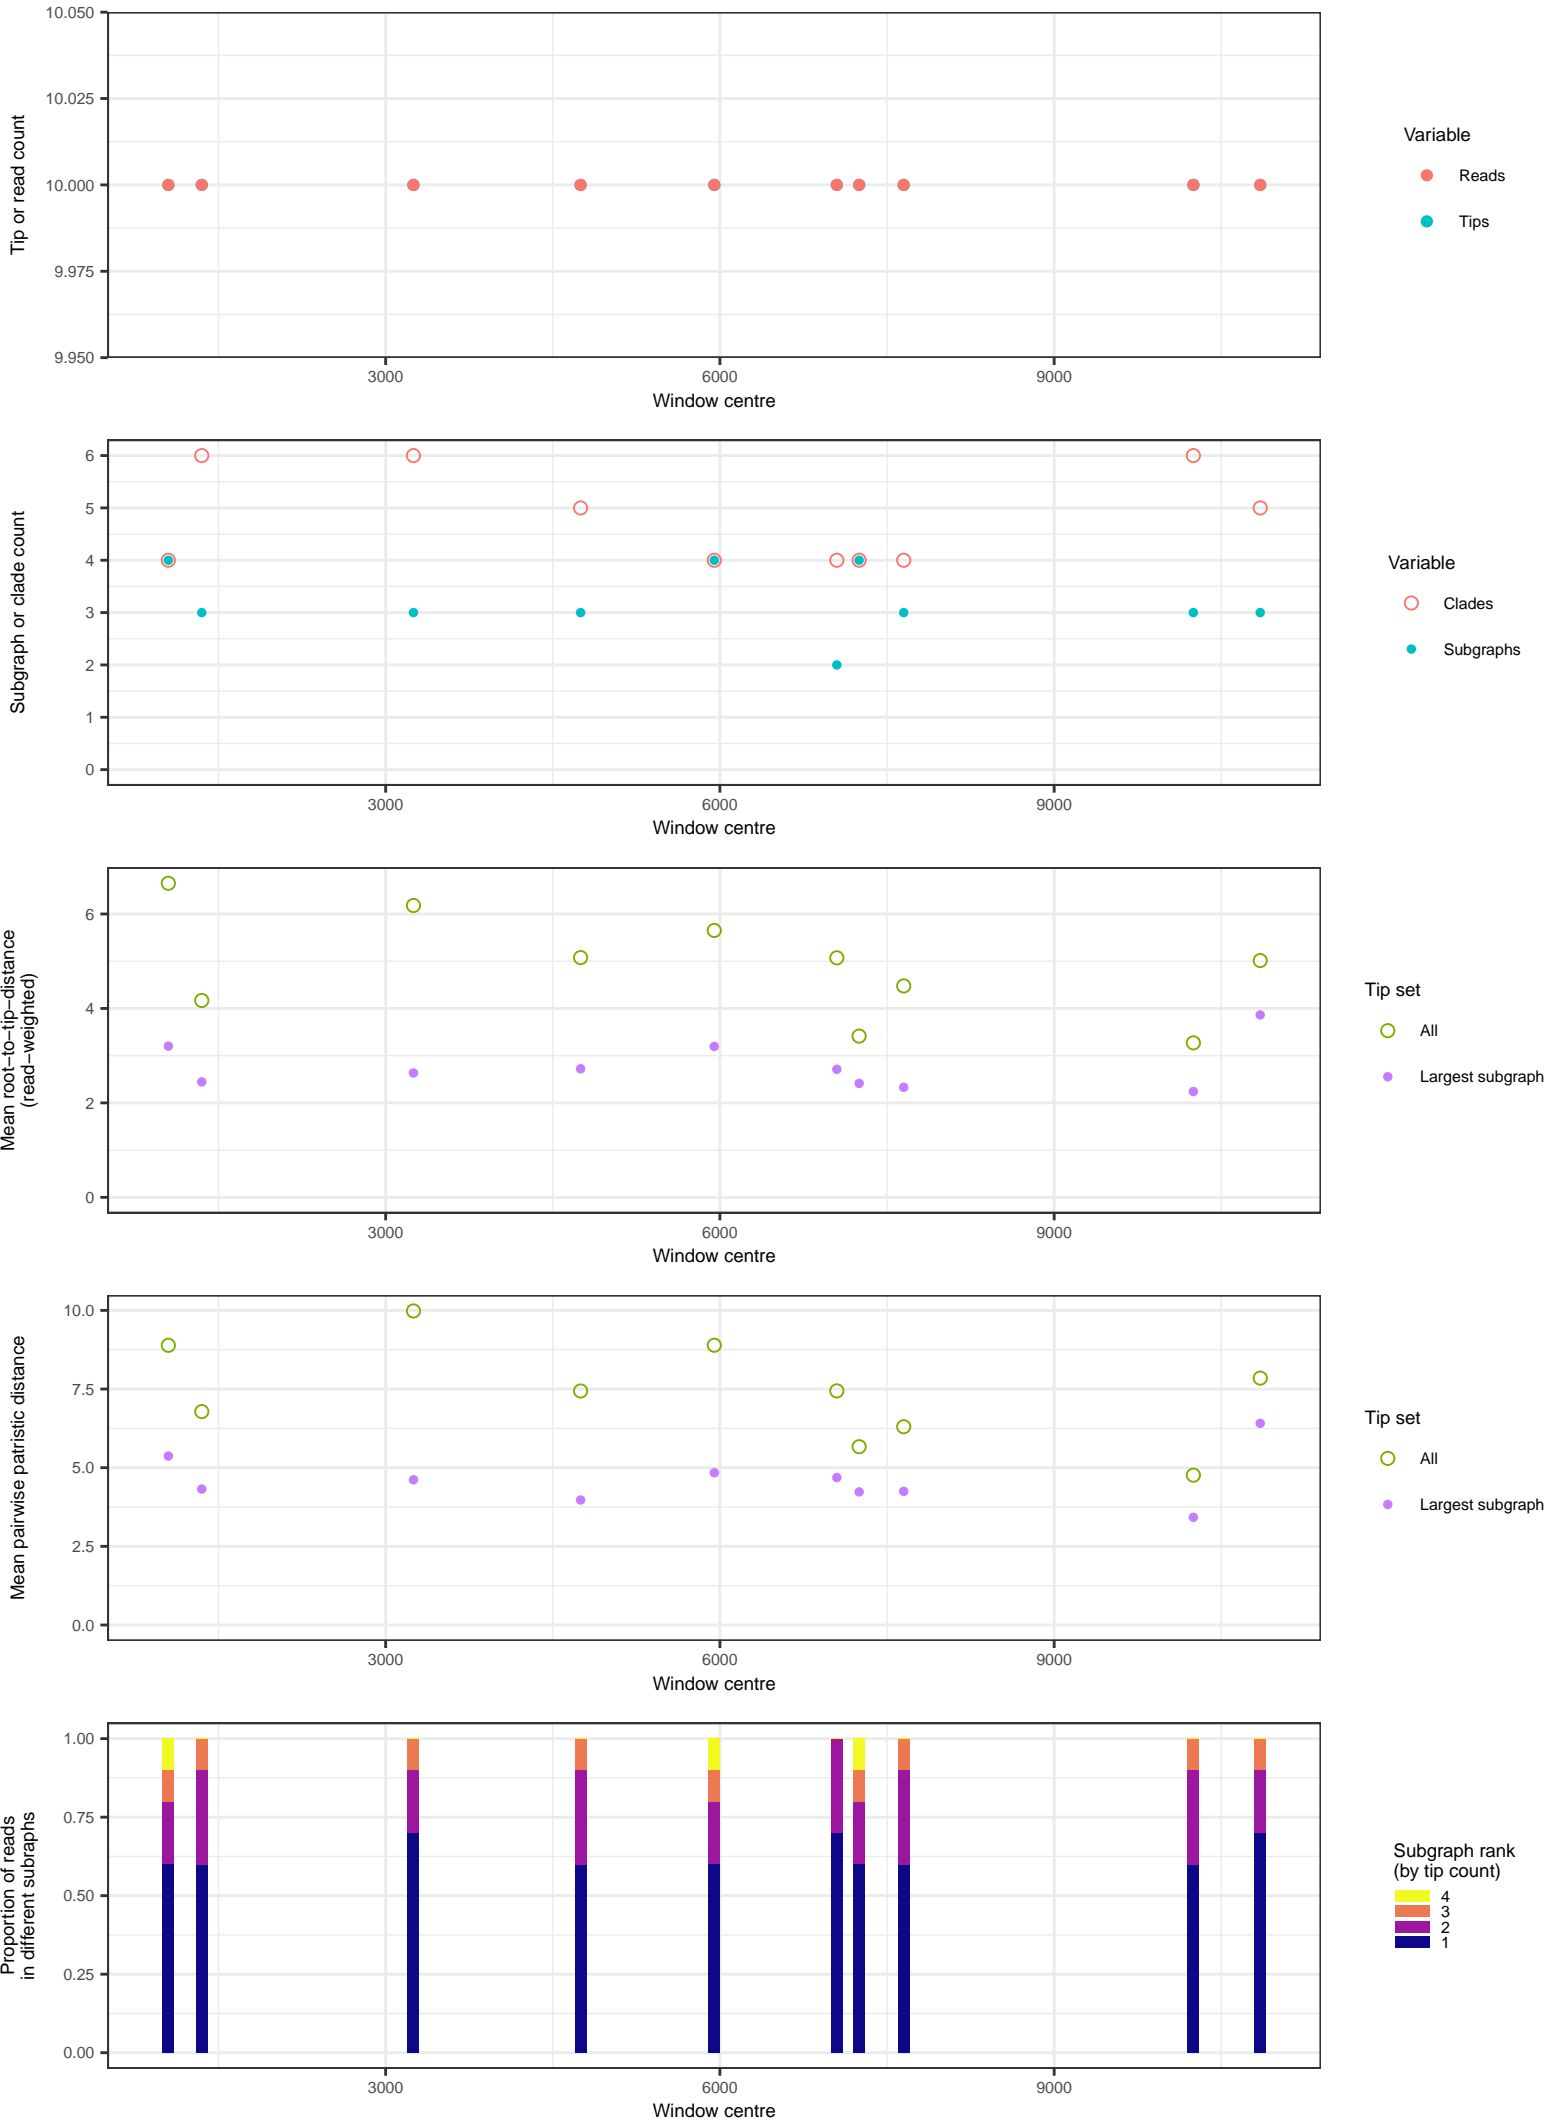 10.050
10.025
10.000
9.975
9.950
Tip or read count
3000 6000 9000
Window centre
Variable
Reads
Tips
6
5
4
3
2
1
0
Subgraph or clade count
3000 6000 9000
Window centre
Variable
Clades
Subgraphs
6
4
2
0
Mean root−to−tip−distance
(read−weighted)
3000 6000 9000
Window centre
Tip set
All
Largest subgraph
10.0
7.5
5.0
2.5
0.0
Mean pairwise patristic distance
3000 6000 9000
Window centre
Tip set
All
Largest subgraph
1.00
0.75
0.50
0.25
0.00
Proportion of reads
in different subraphs
3000 6000 9000
Window centre
Subgraph rank
(by tip count)
4
3
2
1